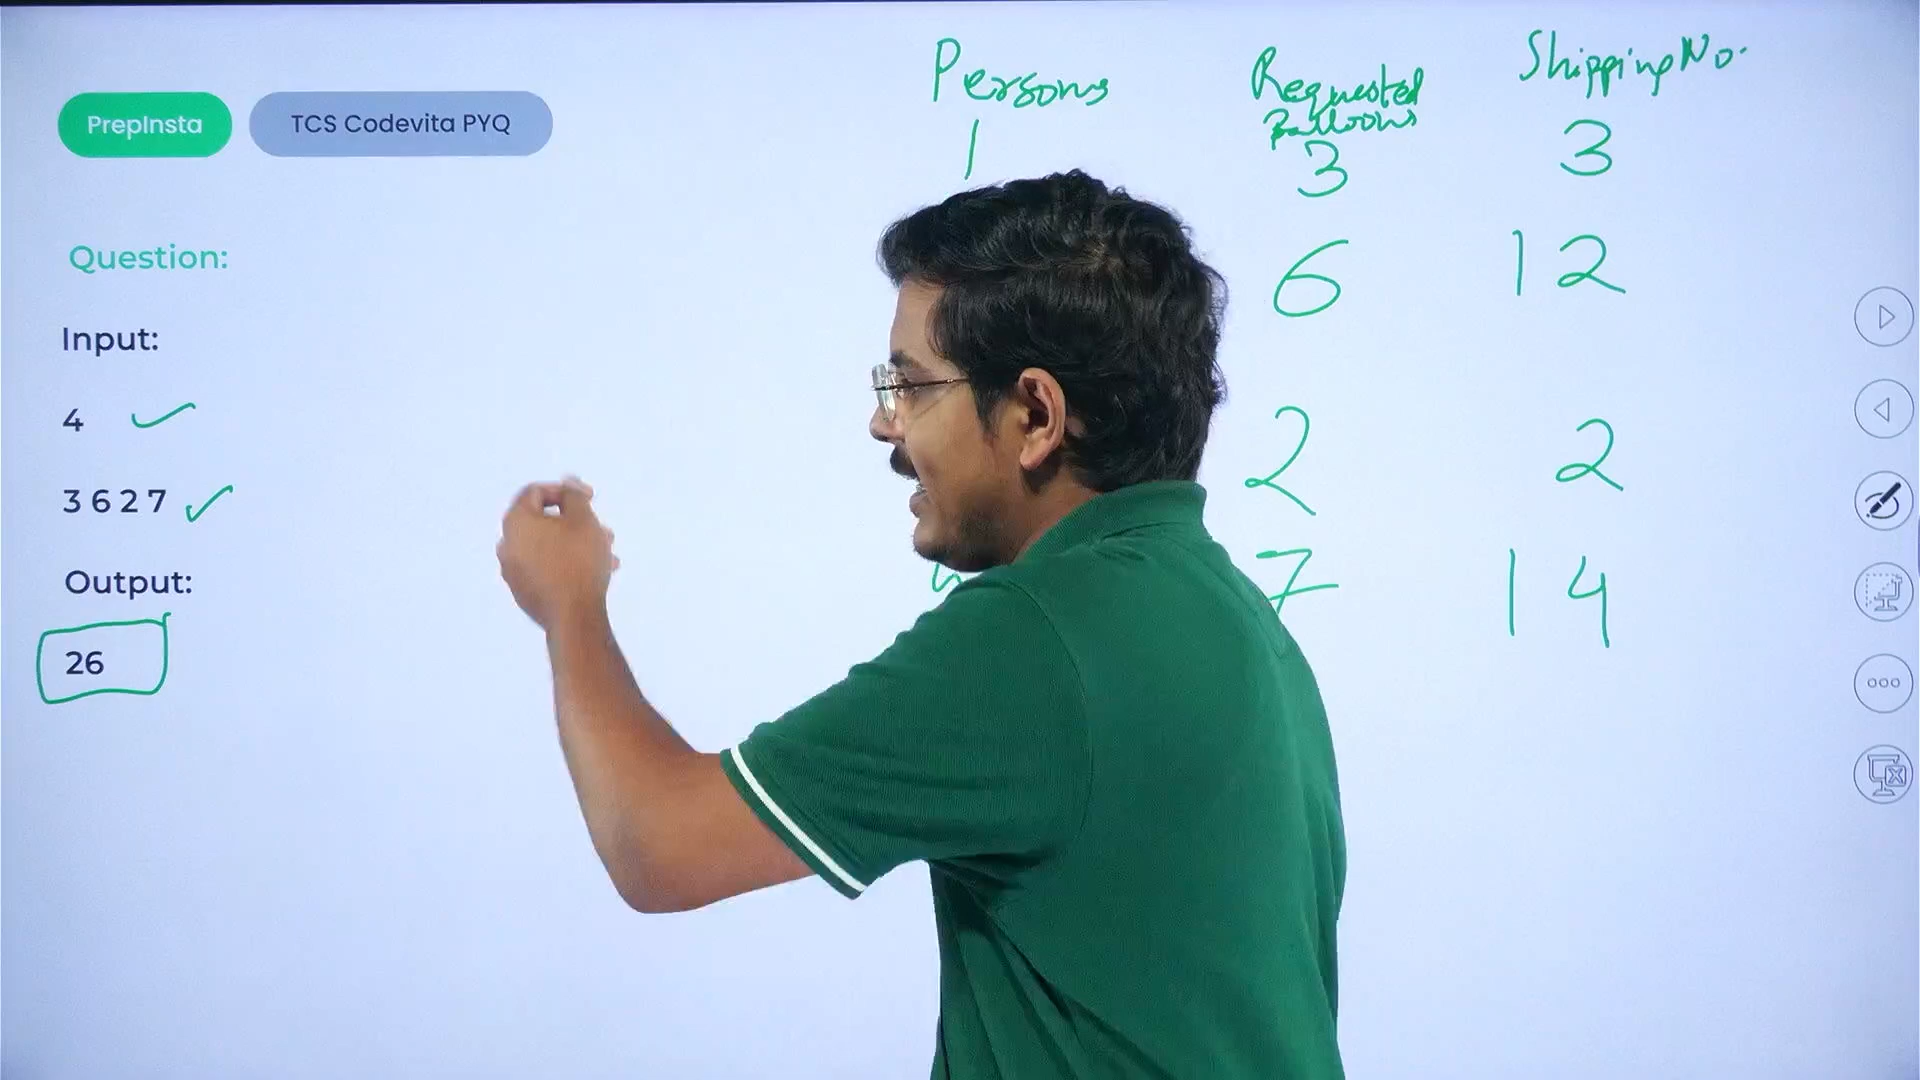 PrepInsta
TCS Codevita PYQ
Question:
Input:
4
3 6 2 7
Output:
26
Persons
Requested
Balloons
Shipping No.
1
3
3
6
12
2
2
4
7
14